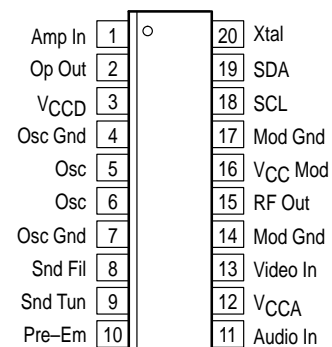 Amp In 1 20 Xtal
Op Out 2 19 SDA
VCCD 3 18 SCL
Osc Gnd 4 17 Mod Gnd
Osc 5 16 VCC Mod
Osc 6 15 RF Out
Osc Gnd 7 14 Mod Gnd
Snd Fil 8 13 Video In
Snd Tun 9 12 VCCA
Pre–Em 10 11 Audio In